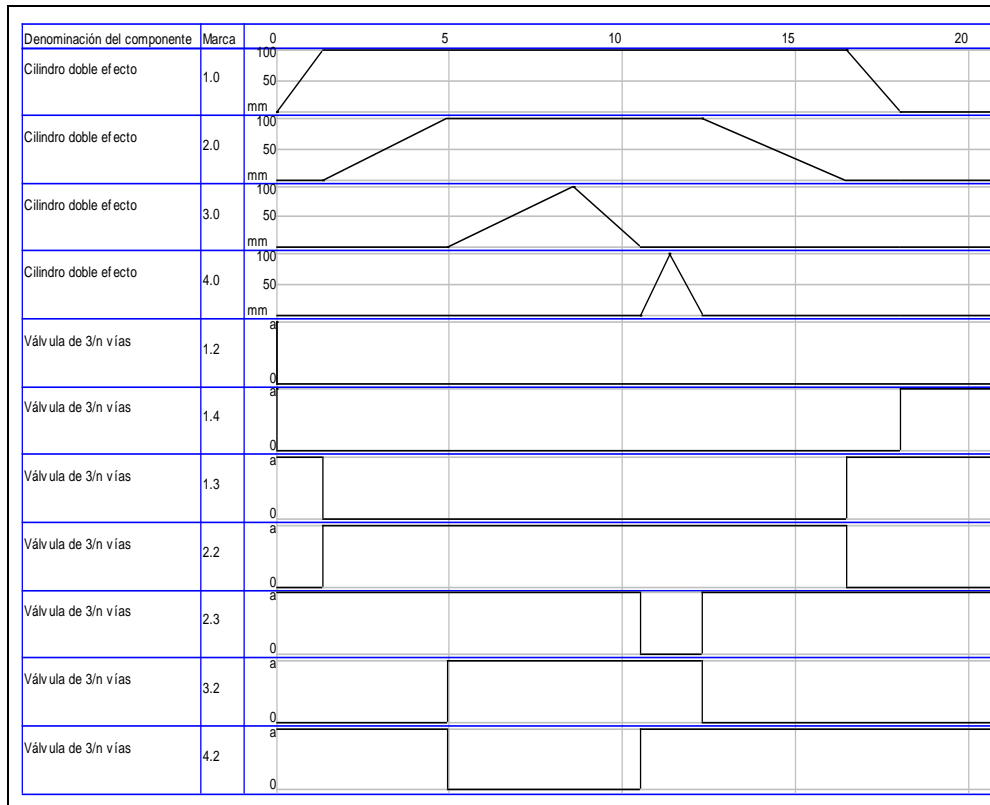 Denominación del componente Marca 0 5 10 15 20
Cilindro doble efecto 1.0 100 50 mm
Cilindro doble efecto 2.0 100 50 mm
Cilindro doble efecto 3.0 100 50 mm
Cilindro doble efecto 4.0 100 50 mm
Válvula de 3/n vías 1.2 a 0
Válvula de 3/n vías 1.4 a 0
Válvula de 3/n vías 1.3 a 0
Válvula de 3/n vías 2.2 a 0
Válvula de 3/n vías 2.3 a 0
Válvula de 3/n vías 3.2 a 0
Válvula de 3/n vías 4.2 a 0